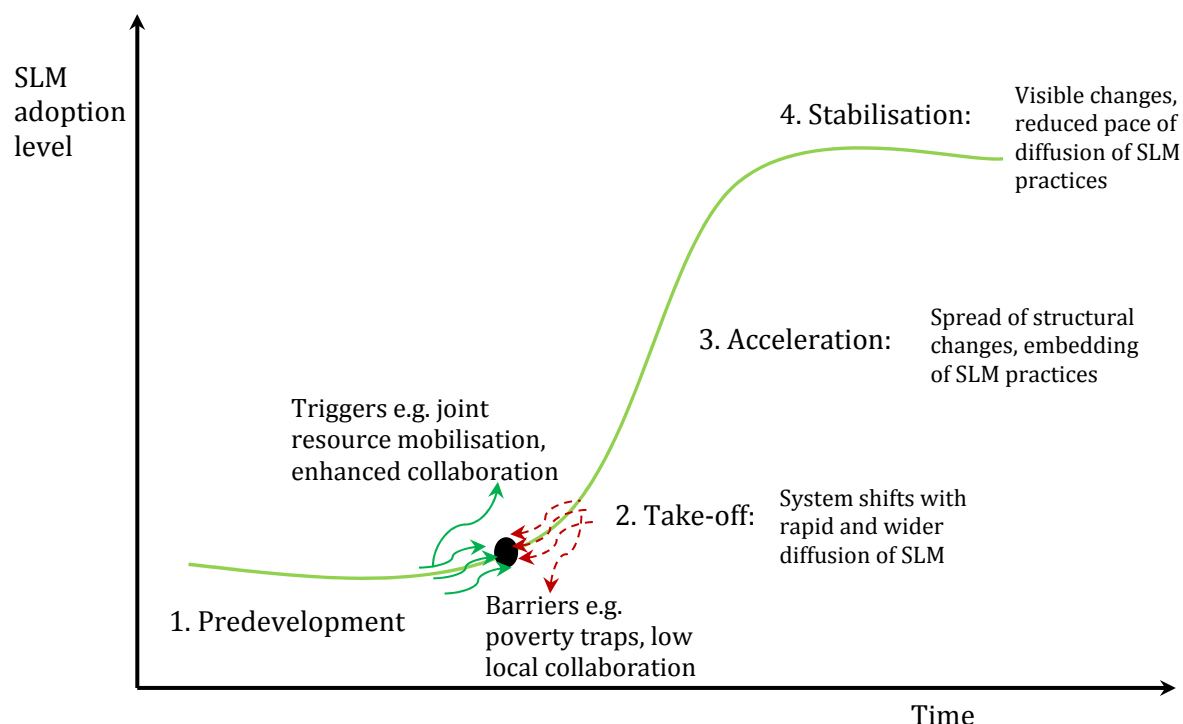 SLM
adoption
level
4. Stabilisation:
Visible changes,
reduced pace of
diffusion of SLM
practices
3. Acceleration:
Spread of structural
changes, embedding
of SLM practices
Triggers e.g. joint
resource mobilisation,
enhanced collaboration
2. Take-off:
System shifts with
rapid and wider
diffusion of SLM
1. Predevelopment
Barriers e.g.
poverty traps, low
local collaboration
Time